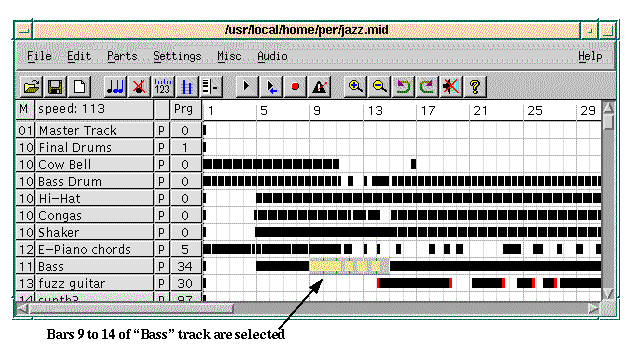 /usr/local/home/per/jazz.mid
File Edit Parts Settings Misc Audio Help
123
M speed: 113 Prg 1 5 9 13 17 21 25 29
01 Master Track P 0
10 Final Drums P 1
10 Cow Bell P 0
10 Bass Drum P 0
10 Hi-Hat P 0
10 Congas P 0
10 Shaker P 0
12 E-Piano chords P 5
11 Bass P 34
13 fuzz guitar P 30
14 synth? P 97
Bars 9 to 14 of “Bass” track are selected